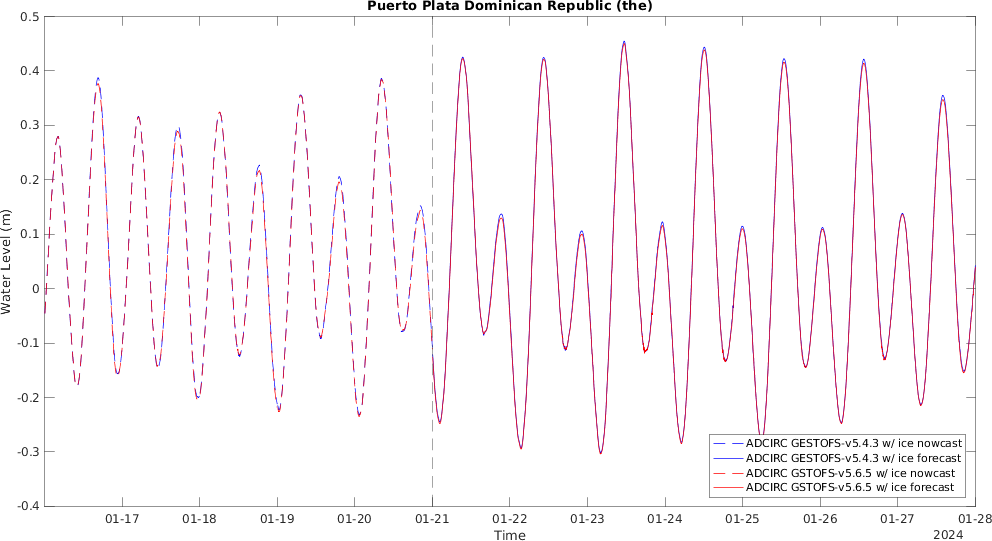 Puerto Plata Dominican Republic (the)
Water Level (m)
0.5
0.4
0.3
0.2
0.1
0
-0.1
-0.2
-0.3
-0.4
ADCIRC GESTOFS-v5.4.3 w/ ice nowcast
ADCIRC GESTOFS-v5.4.3 w/ ice forecast
ADCIRC GSTOFS-v5.6.5 w/ ice nowcast
ADCIRC GSTOFS-v5.6.5 w/ ice forecast
01-17 01-18 01-19 01-20 01-21 01-22 01-23 01-24 01-25 01-26 01-27 01-28
Time
2024